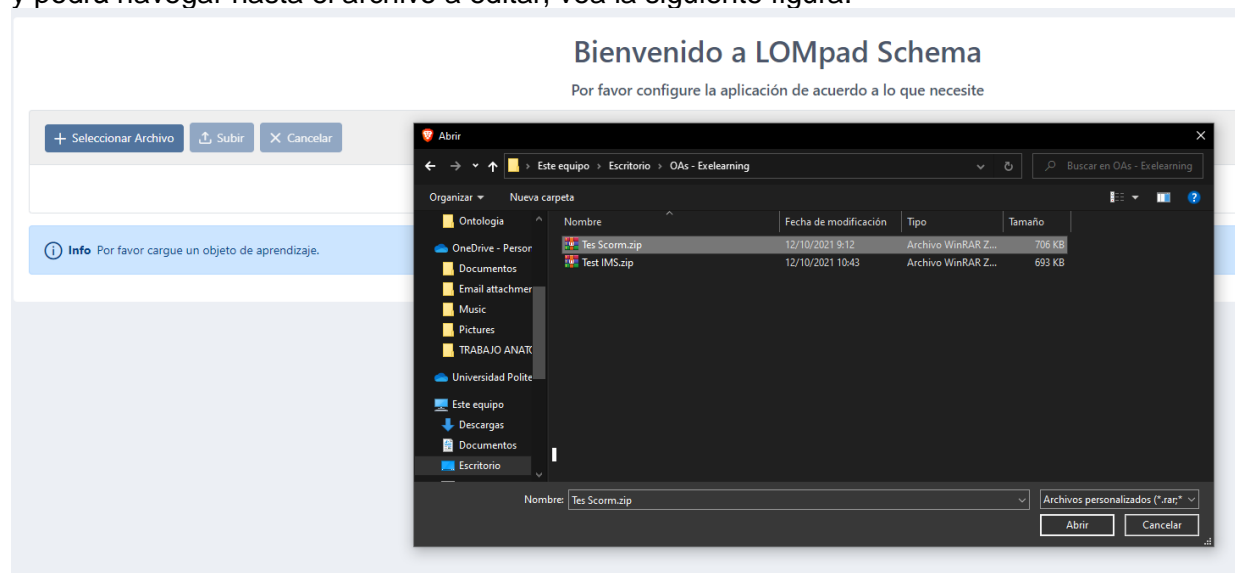 y podrá navegar hasta el archivo a editar, vea la siguiente figura.
Bienvenido a LOMpad Schema
Por favor configure la aplicación de acuerdo a lo que necesite
+ Seleccionar Archivo Subir X Cancelar
Info Por favor cargue un objeto de aprendizaje.
Abrir
Este equipo > Escritorio > OAs - Exelearning
Buscar en OAs - Exelearning
Organizar Nueva carpeta
Nombre Fecha de modificación Tipo Tamaño
Tes Scorm.zip 12/10/2021 9:12 Archivo WinRAR Z... 706 KB
Test IMS.zip 12/10/2021 10:43 Archivo WinRAR Z... 693 KB
Ontologia
OneDrive - Person
Documentos
Email attachmer
Music
Pictures
TRABAJO ANATO
Universidad Polite
Este equipo
Descargas
Documentos
Escritorio
Nombre: Tes Scorm.zip
Archivos personalizados (*.rar;*
Abrir Cancelar